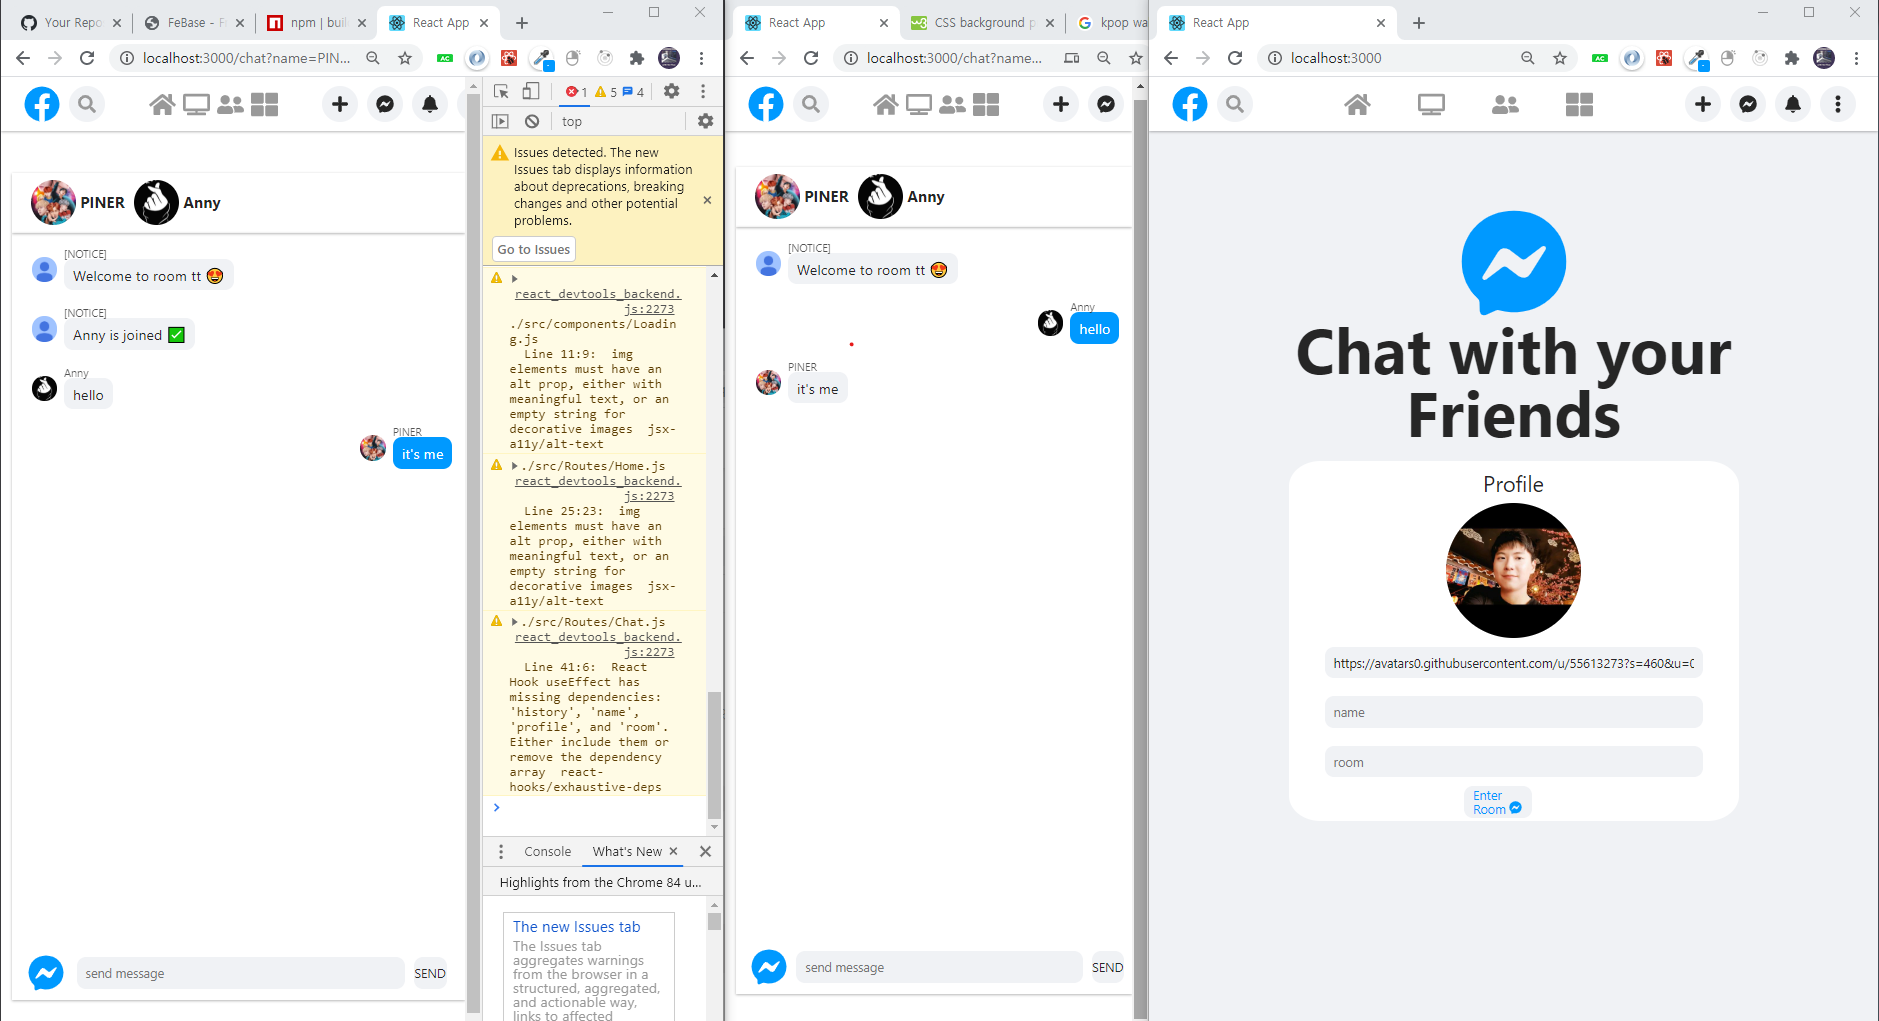 Your Repo
FeBase - F
npm | buil
React App
localhost:3000/chat?name=PIN...
AC
PINER
Anny
[NOTICE]
Welcome to room tt
[NOTICE]
Anny is joined
Anny
hello
PINER
it's me
send message
SEND
1
5
4
top
Issues detected. The new
Issues tab displays information
about deprecations, breaking
changes and other potential
problems.
Go to Issues
react_devtools_backend.
js:2273
./src/components/Loadin
g.js
Line 11:9: img
elements must have an
alt prop, either with
meaningful text, or an
empty string for
decorative images jsx-
a11y/alt-text
./src/Routes/Home.js
react_devtools_backend.
js:2273
Line 25:23: img
elements must have an
alt prop, either with
meaningful text, or an
empty string for
decorative images jsx-
a11y/alt-text
./src/Routes/Chat.js
react_devtools_backend.
js:2273
Line 41:6: React
Hook useEffect has
missing dependencies:
'history', 'name',
'profile', and 'room'.
Either include them or
remove the dependency
array react-
hooks/exhaustive-deps
Console
What's New
Highlights from the Chrome 84 u...
The new Issues tab
The Issues tab
aggregates warnings
from the browser in a
structured, aggregated,
and actionable way,
links to affected
React App
CSS background p
kpop wa
localhost:3000/chat?name...
PINER
Anny
[NOTICE]
Welcome to room tt
Anny
hello
PINER
it's me
send message
SEND
React App
localhost:3000
AC
Chat with your
Friends
Profile
https://avatars0.githubusercontent.com/u/55613273?s=460&u=0
name
room
Enter
Room